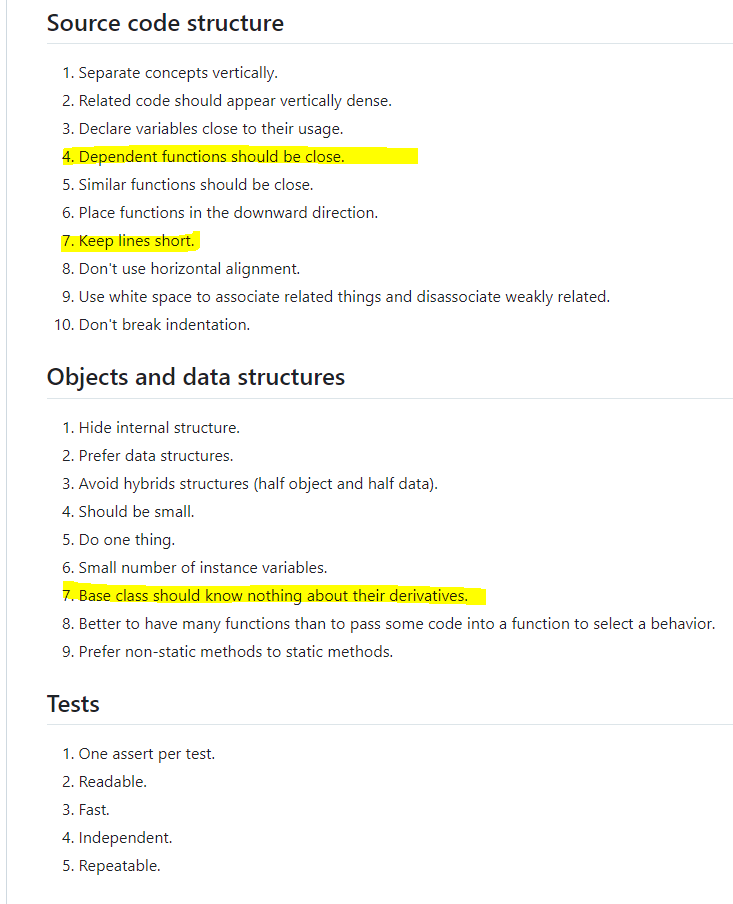 Source code structure
1. Separate concepts vertically.
2. Related code should appear vertically dense.
3. Declare variables close to their usage.
4. Dependent functions should be close.
5. Similar functions should be close.
6. Place functions in the downward direction.
7. Keep lines short.
8. Don't use horizontal alignment.
9. Use white space to associate related things and disassociate weakly related.
10. Don't break indentation.
Objects and data structures
1. Hide internal structure.
2. Prefer data structures.
3. Avoid hybrids structures (half object and half data).
4. Should be small.
5. Do one thing.
6. Small number of instance variables.
7. Base class should know nothing about their derivatives.
8. Better to have many functions than to pass some code into a function to select a behavior.
9. Prefer non-static methods to static methods.
Tests
1. One assert per test.
2. Readable.
3. Fast.
4. Independent.
5. Repeatable.